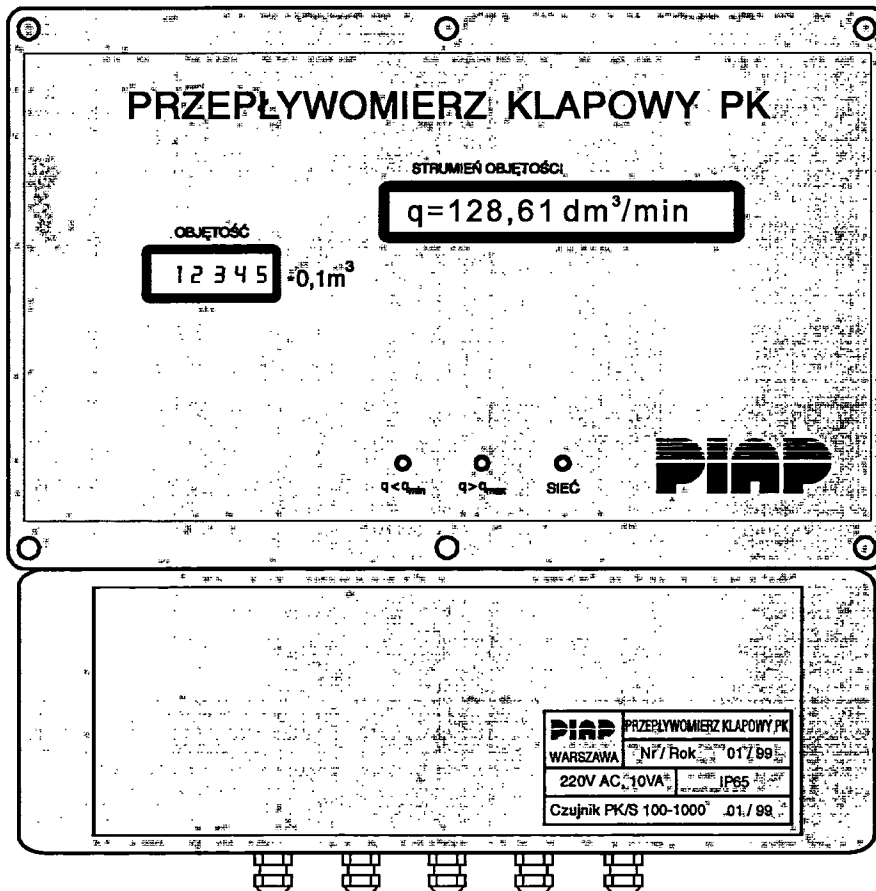 PRZEPŁYWOMIERZ KLAPOWY PK
STRUMIEŃ OBJĘTOŚCI
q=128,61 dm³/min
OBJĘTOŚĆ
12345 *0,1m³
q<qmin q>qmax SIEĆ
PIAP
PIAP PRZEPŁYWOMIERZ KLAPOWY PK
WARSZAWA Nr / Rok 01 / 99
220V AC, 10VA IP65
Czujnik PK/S 100-1000 01 / 99